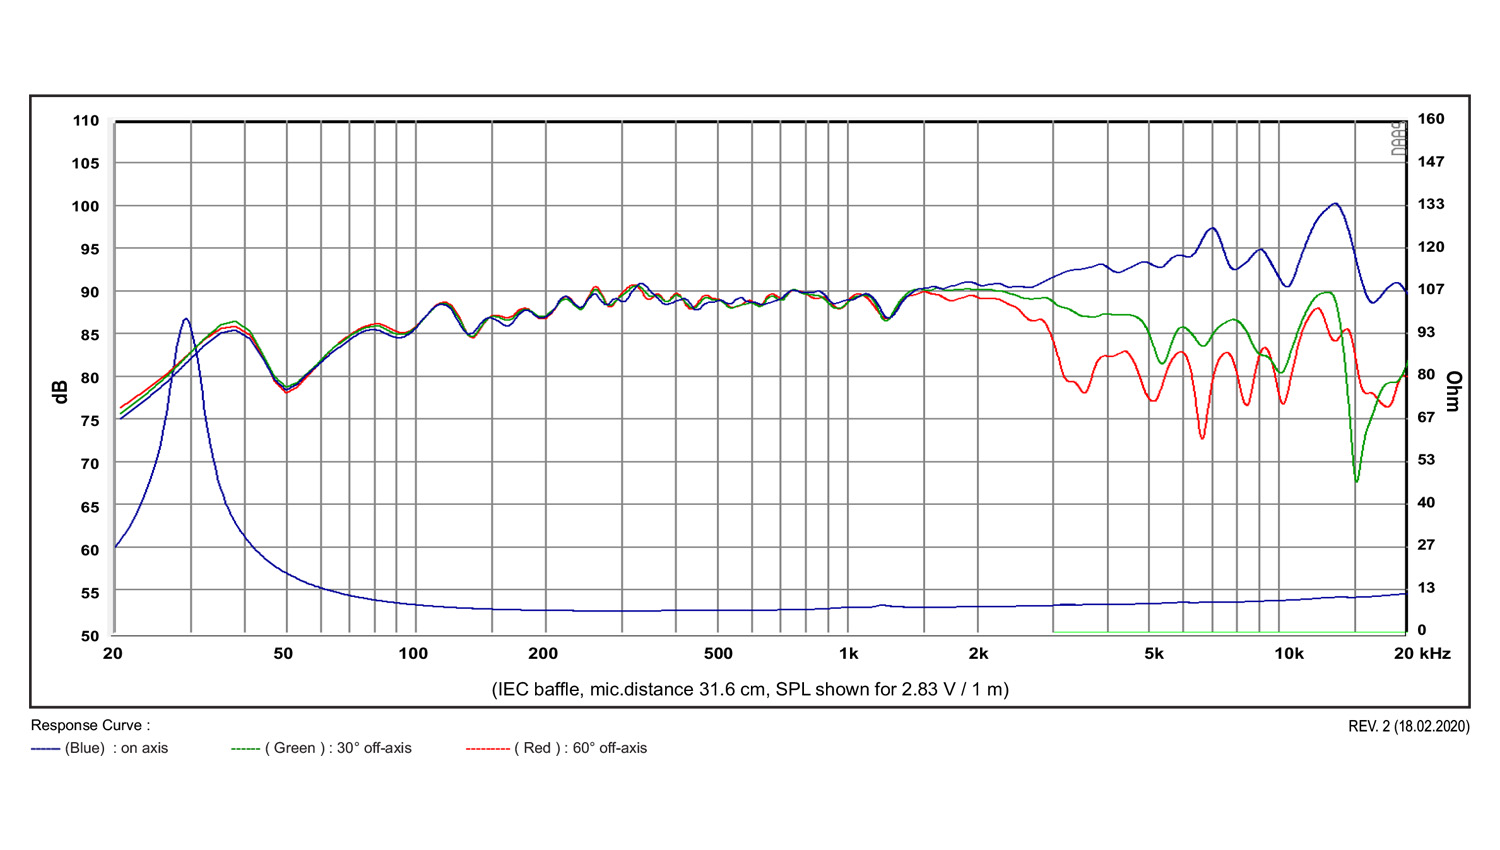 110 160
DAAS
105 147
100 133
95 120
90 107
85 93
80 80
dB Ohm
75 67
70 53
65 40
60 27
55 13
50 0
20 50 100 200 500 1k 2k 5k 10k 20 kHz
(IEC baffle, mic.distance 31.6 cm, SPL shown for 2.83 V / 1 m)
Response Curve : REV. 2 (18.02.2020)
(Blue) : on axis ( Green ) : 30° off-axis ( Red ) : 60° off-axis